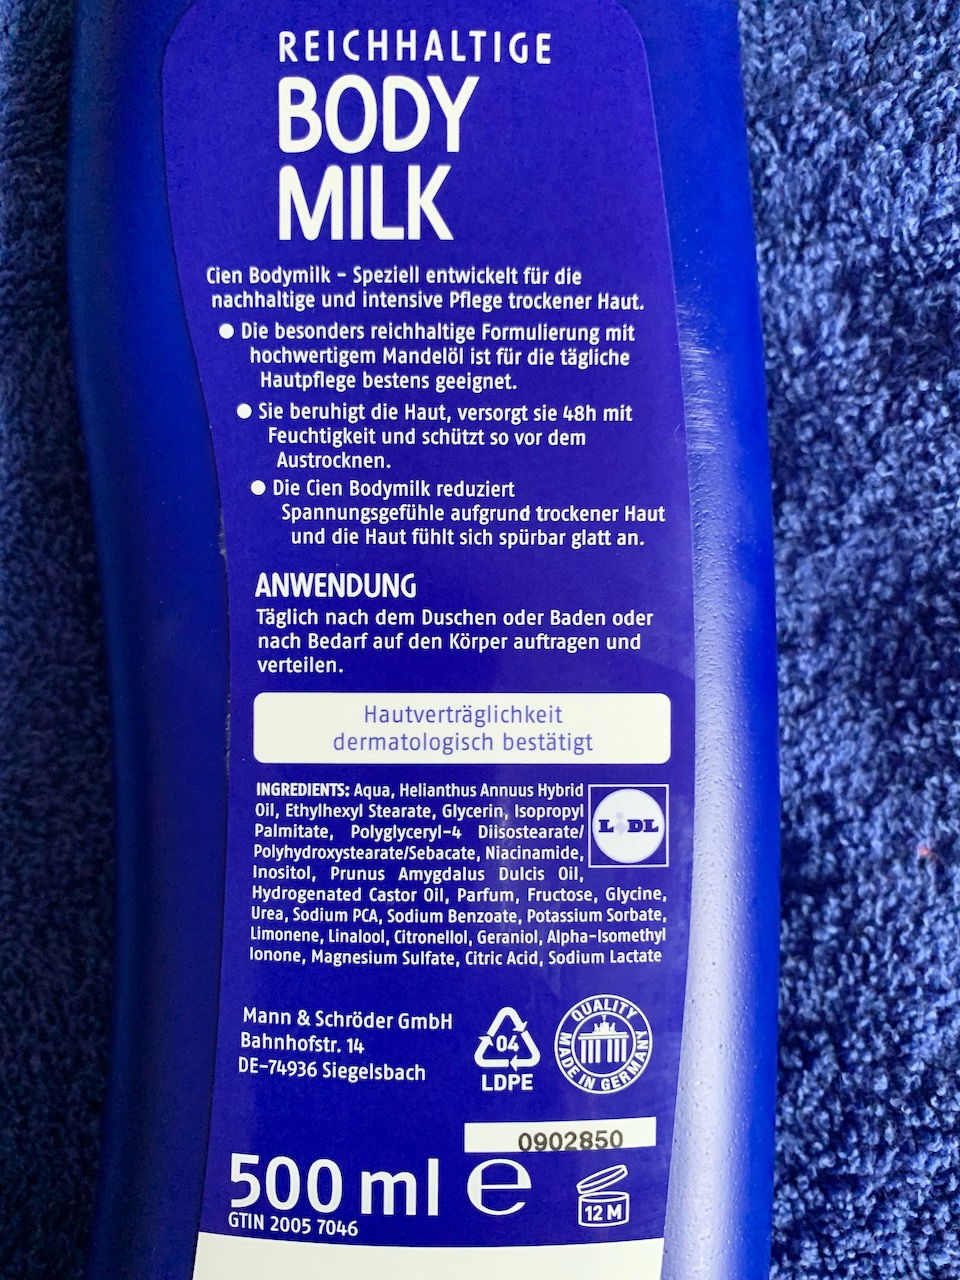 REICHHALTIGE
BODY
MILK
Cien Bodymilk – Speziell entwickelt für die
nachhaltige und intensive Pflege trockener Haut.
● Die besonders reichhaltige Formulierung mit
hochwertigem Mandelöl ist für die tägliche
Hautpflege bestens geeignet.
● Sie beruhigt die Haut, versorgt sie 48h mit
Feuchtigkeit und schützt so vor dem
Austrocknen.
● Die Cien Bodymilk reduziert
Spannungsgefühle aufgrund trockener Haut
und die Haut fühlt sich spürbar glatt an.
ANWENDUNG
Täglich nach dem Duschen oder Baden oder
nach Bedarf auf den Körper auftragen und
verteilen.
Hautverträglichkeit
dermatologisch bestätigt
INGREDIENTS: Aqua, Helianthus Annuus Hybrid
Oil, Ethylhexyl Stearate, Glycerin, Isopropyl
Palmitate, Polyglyceryl-4 Diisostearate/
Polyhydroxystearate/Sebacate, Niacinamide,
Inositol, Prunus Amygdalus Dulcis Oil,
Hydrogenated Castor Oil, Parfum, Fructose, Glycine,
Urea, Sodium PCA, Sodium Benzoate, Potassium Sorbate,
Limonene, Linalool, Citronellol, Geraniol, Alpha-Isomethyl
Ionone, Magnesium Sulfate, Citric Acid, Sodium Lactate
LIDL
Mann & Schröder GmbH
Bahnhofstr. 14
DE-74936 Siegelsbach
04
LDPE
QUALITY
MADE IN GERMANY
0902850
500 ml e
GTIN 2005 7046
12 M